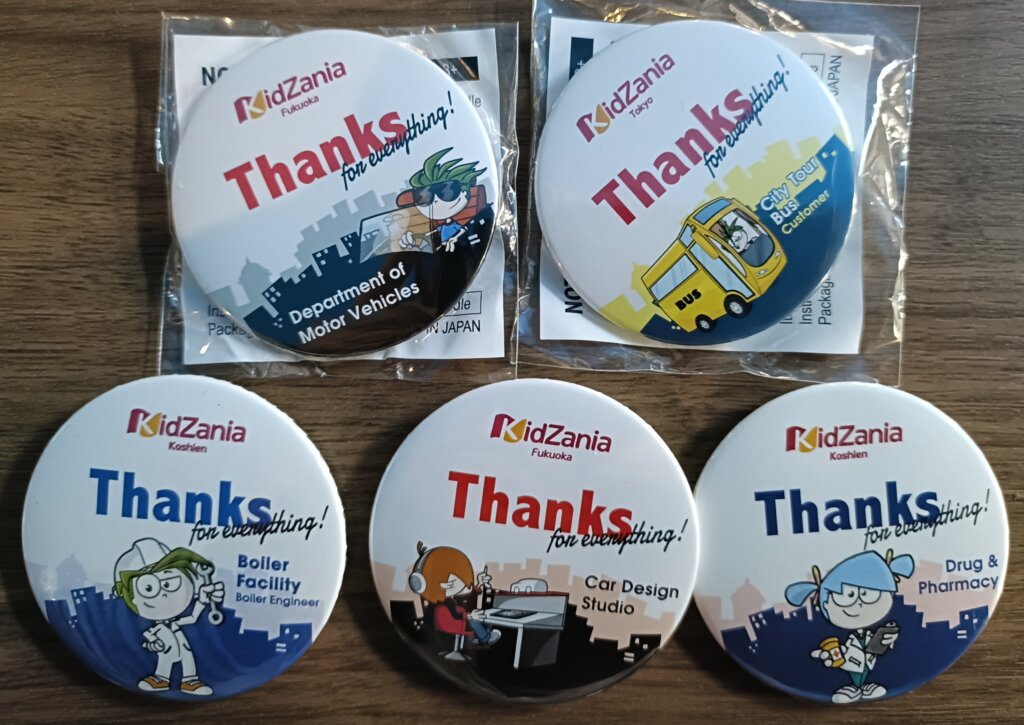 KidZania
Fukuoka
Thanks
for everything!
Department of
Motor Vehicles
IN JAPAN
KidZania
Tokyo
Thanks
for everything!
City Tour
Bus
Customer
BUS
JAPAN
KidZania
Koshien
Thanks
for everything!
Boiler
Facility
Boiler Engineer
KidZania
Fukuoka
Thanks
for everything!
Car Design
Studio
KidZania
Koshien
Thanks
for everything!
Drug &
Pharmacy